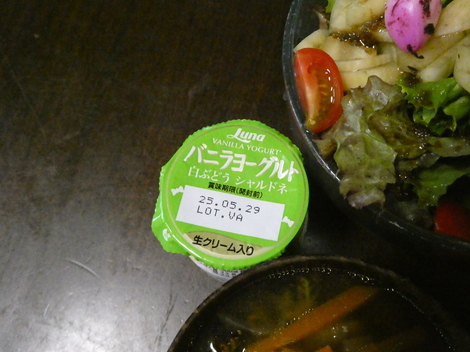 Luna
VANILLA YOGURT
バニラヨーグルト
白ぶどう シャルドネ
賞味期限(開封前)
25.05.29
LOT.VA
生クリーム入り